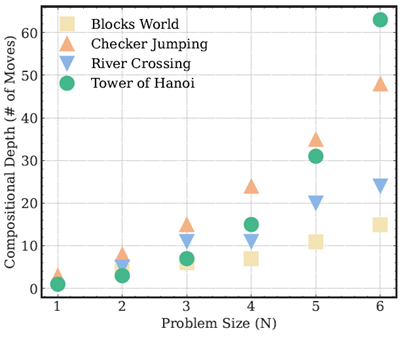 Blocks World
Checker Jumping
River Crossing
Tower of Hanoi
Compositional Depth (# of Moves)
60
50
40
30
20
10
0
1 2 3 4 5 6
Problem Size (N)